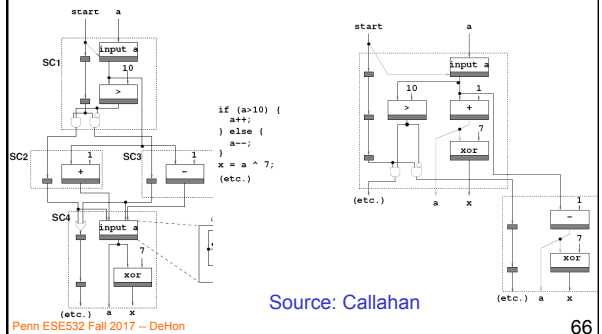 start a
SC1
input a
10
>
SC2
1
+
SC3
1
-
SC4
input a
7
xor
(etc.) a x
if (a>10) {
a++;
} else {
a--;
}
x = a ^ 7;
(etc.)
start a
input a
10
>
1
+
7
xor
(etc.) a x
1
-
7
xor
(etc.) a x
Source: Callahan
Penn ESE532 Fall 2017 -- DeHon
66